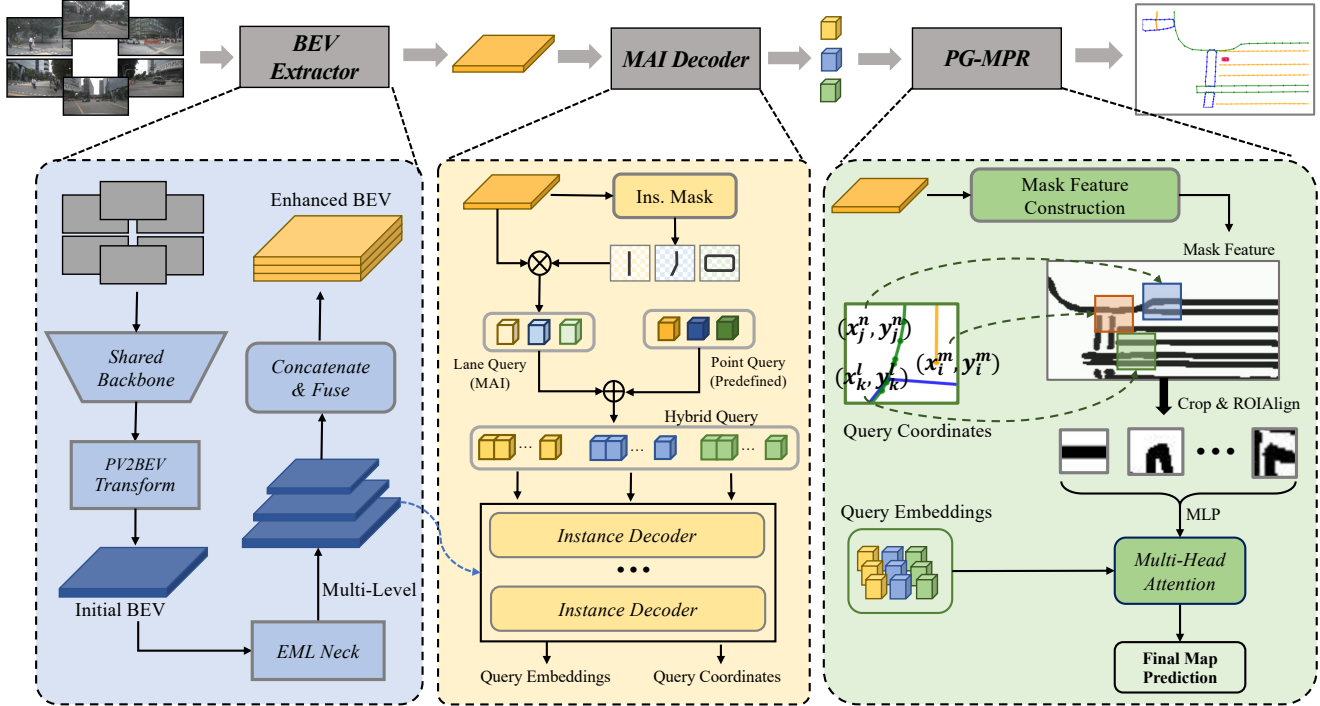 BEV
Extractor
MAI Decoder
PG-MPR
Enhanced BEV
Shared
Backbone
Concatenate
& Fuse
PV2BEV
Transform
Initial BEV
Multi-Level
EML Neck
Ins. Mask
Lane Query
(MAI)
Point Query
(Predefined)
Hybrid Query
...
...
...
Instance Decoder
•••
Instance Decoder
Query Embeddings
Query Coordinates
Mask Feature
Construction
Mask Feature
(x_j^n, y_j^n)
(x_i^m, y_i^m)
(x_k^l, y_k^l)
Query Coordinates
Crop & ROIAlign
•••
MLP
Query Embeddings
Multi-Head
Attention
Final Map
Prediction